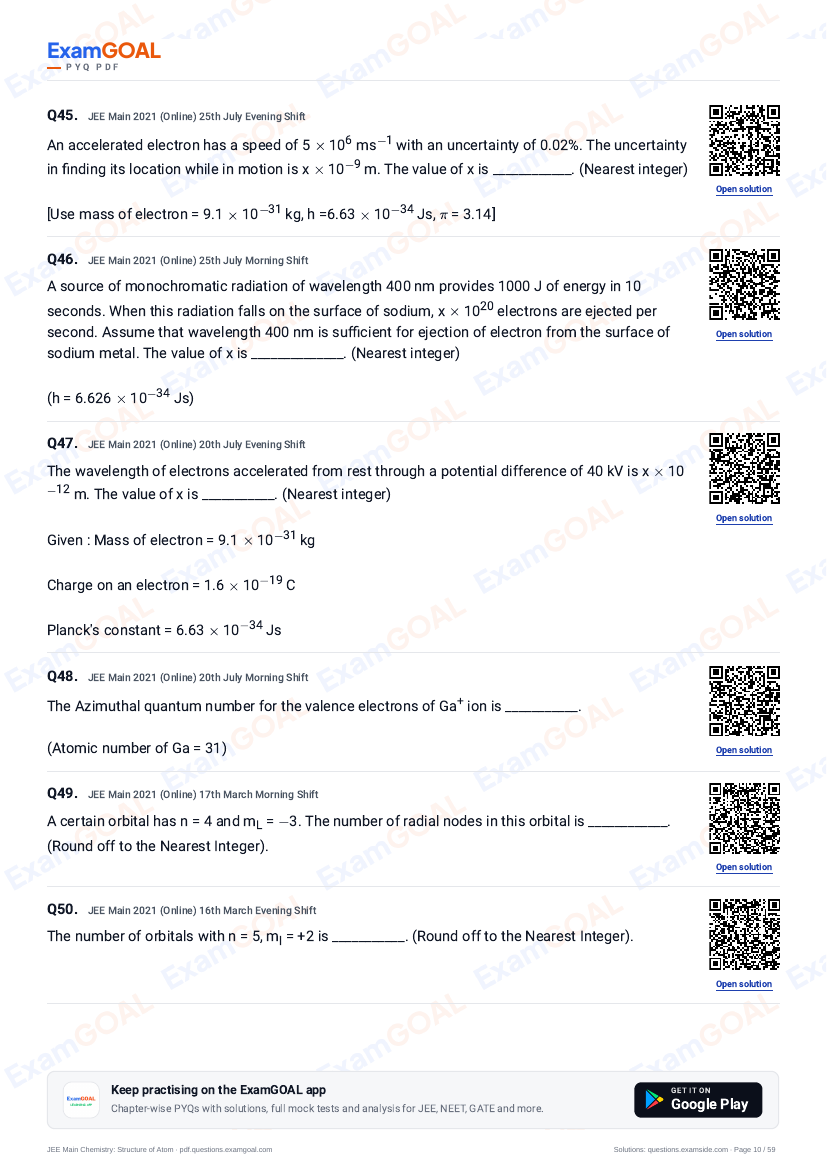 ExamGOAL
PYQ PDF
Q45. JEE Main 2021 (Online) 25th July Evening Shift
An accelerated electron has a speed of 5 × 10⁶ ms⁻¹ with an uncertainty of 0.02%. The uncertainty
in finding its location while in motion is x × 10⁻⁹ m. The value of x is ___________. (Nearest integer)
[Use mass of electron = 9.1 × 10⁻³¹ kg, h =6.63 × 10⁻³⁴ Js, π = 3.14]
Open solution
Q46. JEE Main 2021 (Online) 25th July Morning Shift
A source of monochromatic radiation of wavelength 400 nm provides 1000 J of energy in 10
seconds. When this radiation falls on the surface of sodium, x × 10²⁰ electrons are ejected per
second. Assume that wavelength 400 nm is sufficient for ejection of electron from the surface of
sodium metal. The value of x is _____________. (Nearest integer)
(h = 6.626 × 10⁻³⁴ Js)
Open solution
Q47. JEE Main 2021 (Online) 20th July Evening Shift
The wavelength of electrons accelerated from rest through a potential difference of 40 kV is x × 10
⁻¹² m. The value of x is __________. (Nearest integer)
Given : Mass of electron = 9.1 × 10⁻³¹ kg
Charge on an electron = 1.6 × 10⁻¹⁹ C
Planck's constant = 6.63 × 10⁻³⁴ Js
Open solution
Q48. JEE Main 2021 (Online) 20th July Morning Shift
The Azimuthal quantum number for the valence electrons of Ga⁺ ion is __________.
(Atomic number of Ga = 31)
Open solution
Q49. JEE Main 2021 (Online) 17th March Morning Shift
A certain orbital has n = 4 and m_L = −3. The number of radial nodes in this orbital is ___________.
(Round off to the Nearest Integer).
Open solution
Q50. JEE Main 2021 (Online) 16th March Evening Shift
The number of orbitals with n = 5, m_l = +2 is __________. (Round off to the Nearest Integer).
Open solution
Keep practising on the ExamGOAL app
Chapter-wise PYQs with solutions, full mock tests and analysis for JEE, NEET, GATE and more.
GET IT ON
Google Play
JEE Main Chemistry: Structure of Atom · pdf.questions.examgoal.com
Solutions: questions.examside.com · Page 10 / 59